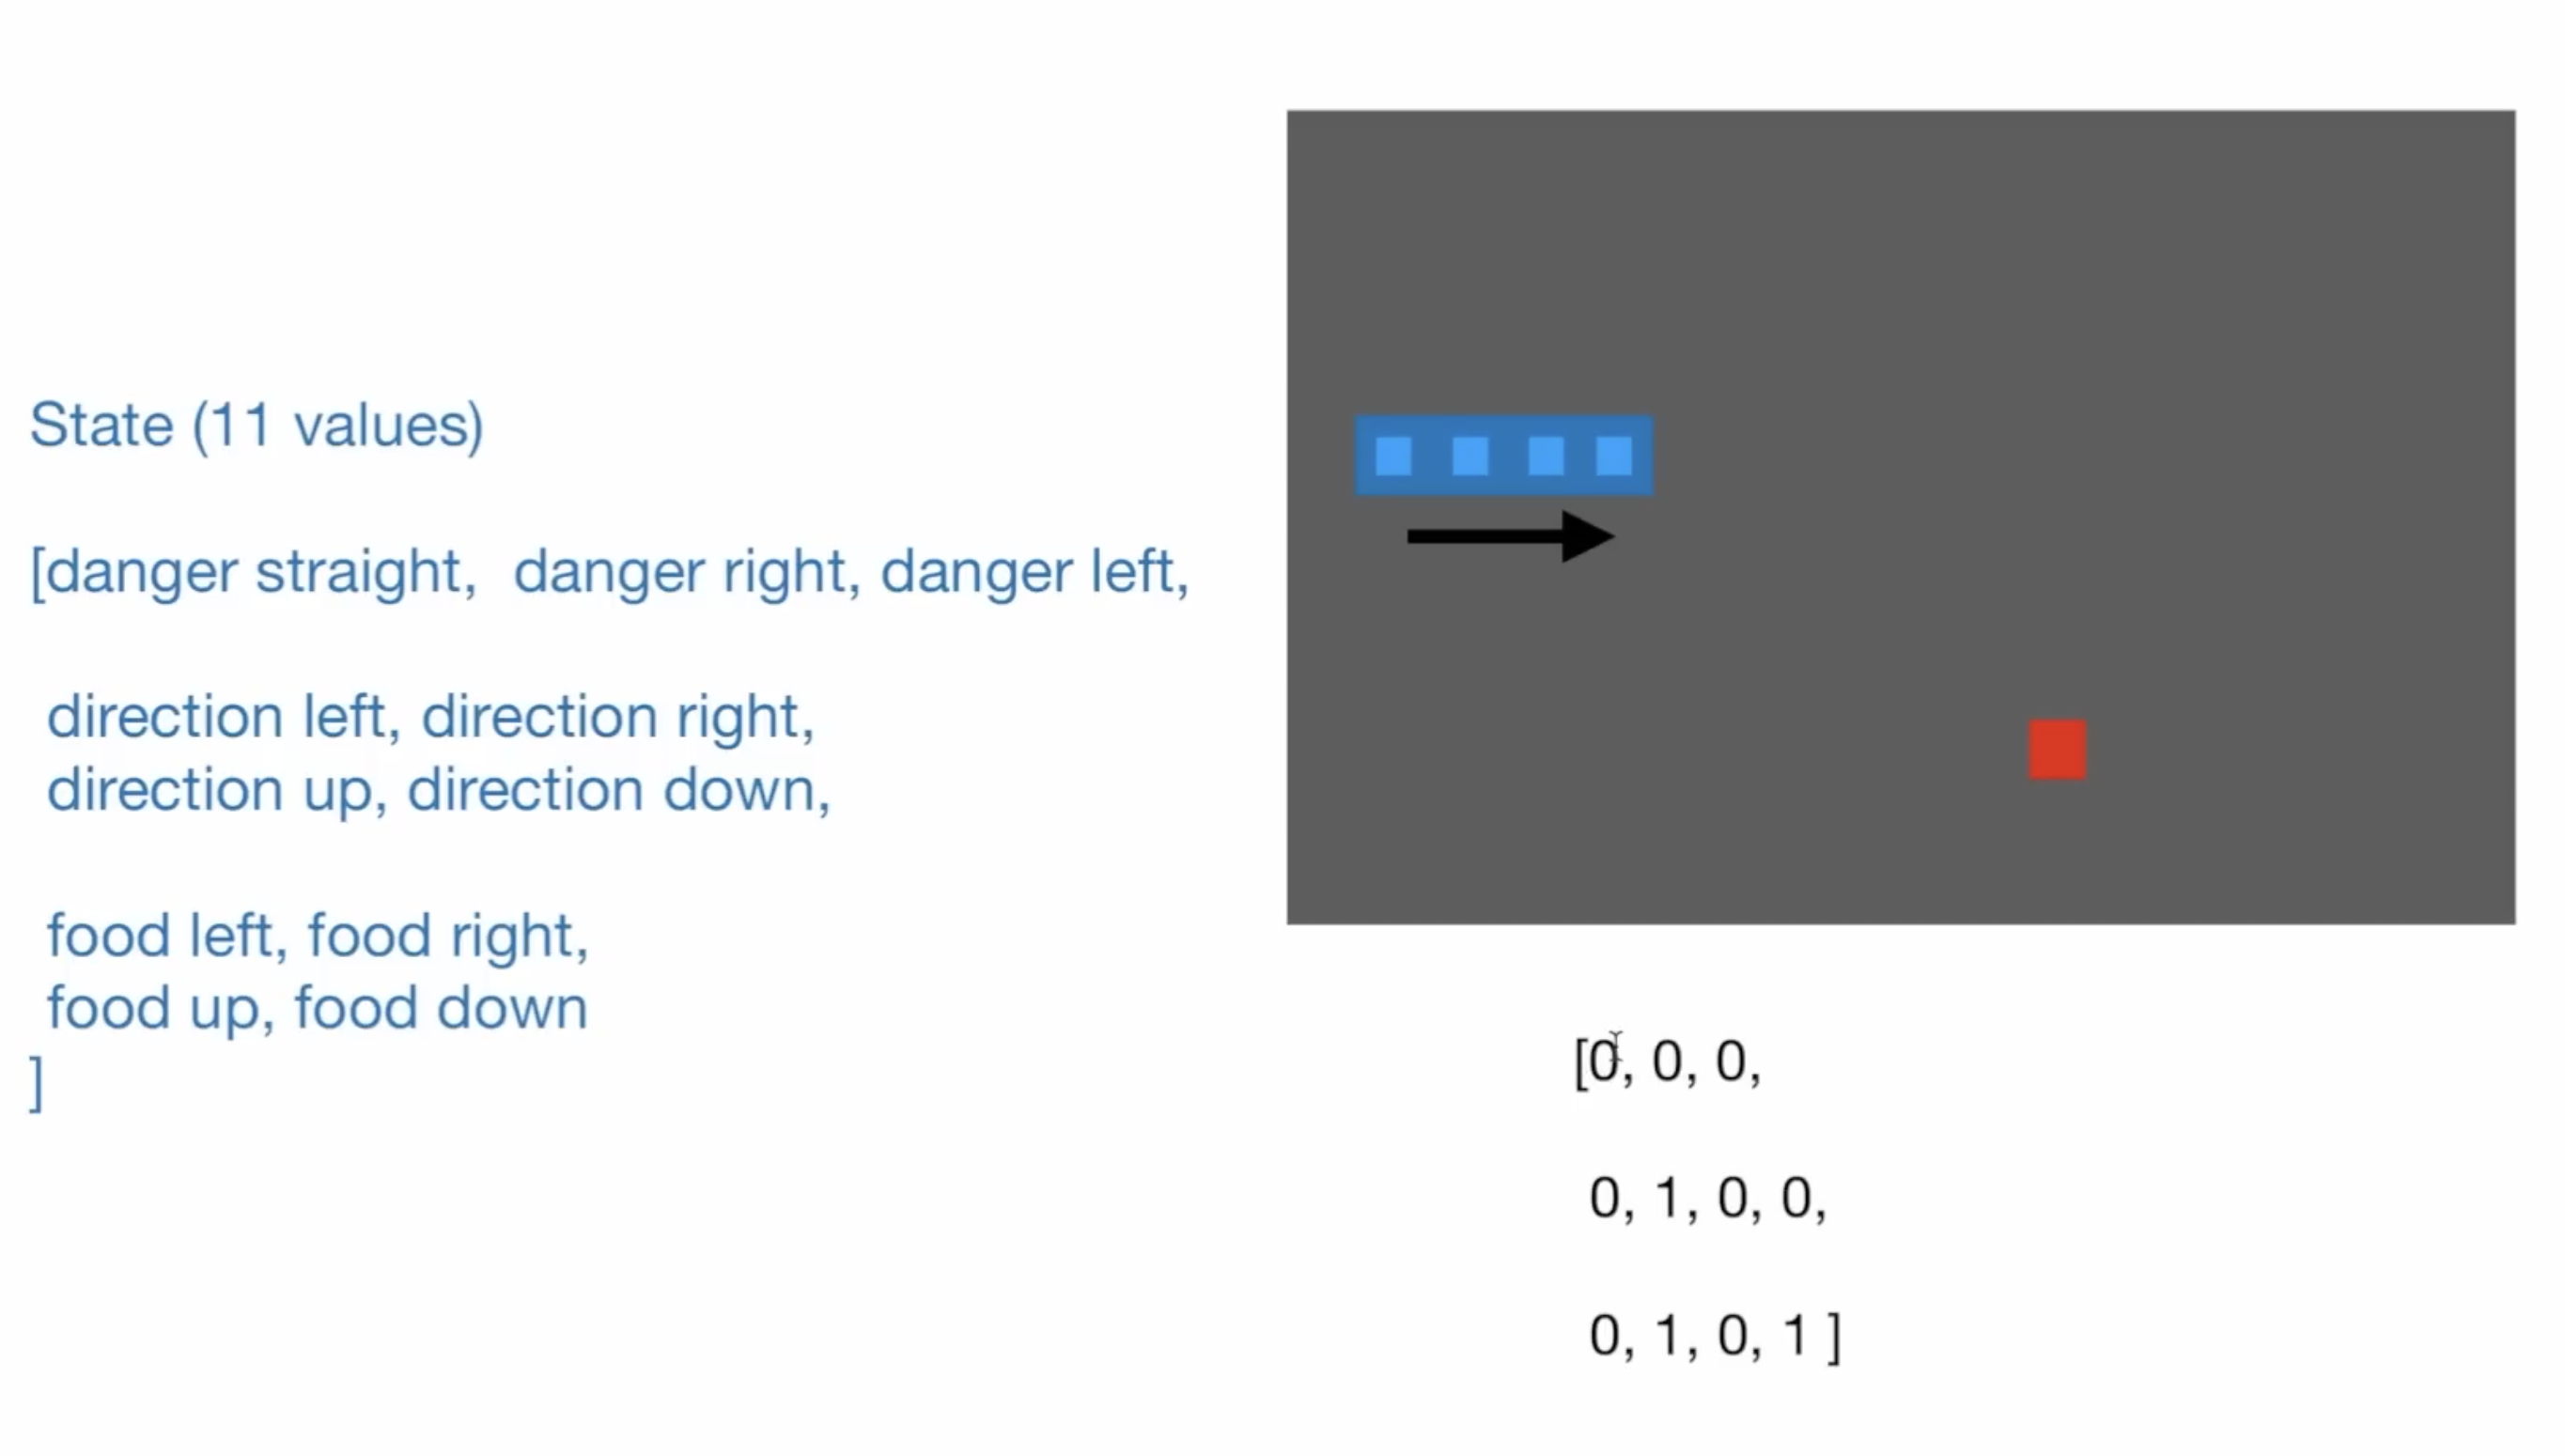 State (11 values)
[danger straight, danger right, danger left,
direction left, direction right,
direction up, direction down,
food left, food right,
food up, food down
]
[0, 0, 0,
0, 1, 0, 0,
0, 1, 0, 1 ]